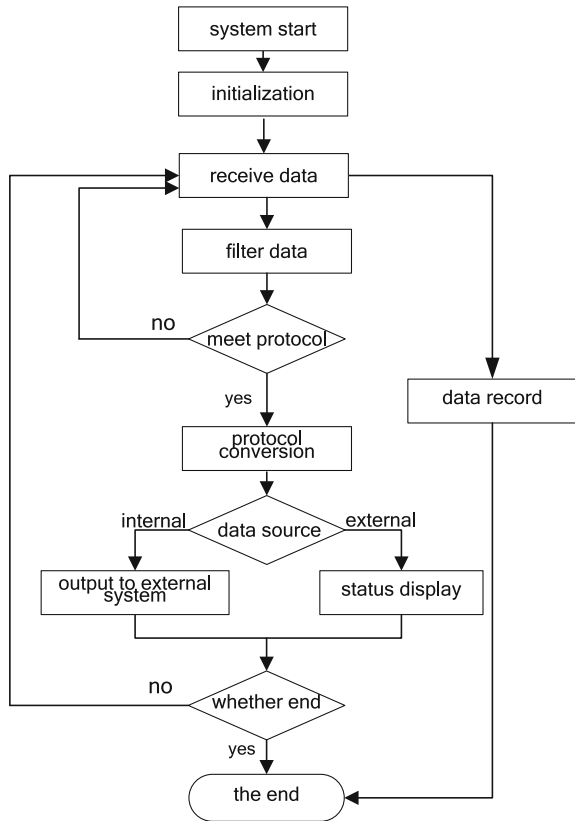 system start
initialization
receive data
filter data
no
meet protocol
yes
data record
protocol
conversion
internal
data source
external
output to external
system
status display
no
whether end
yes
the end